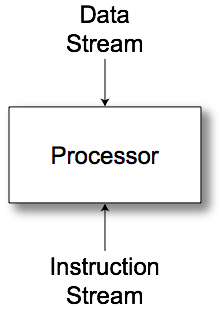 Data
Stream
Processor
Instruction
Stream